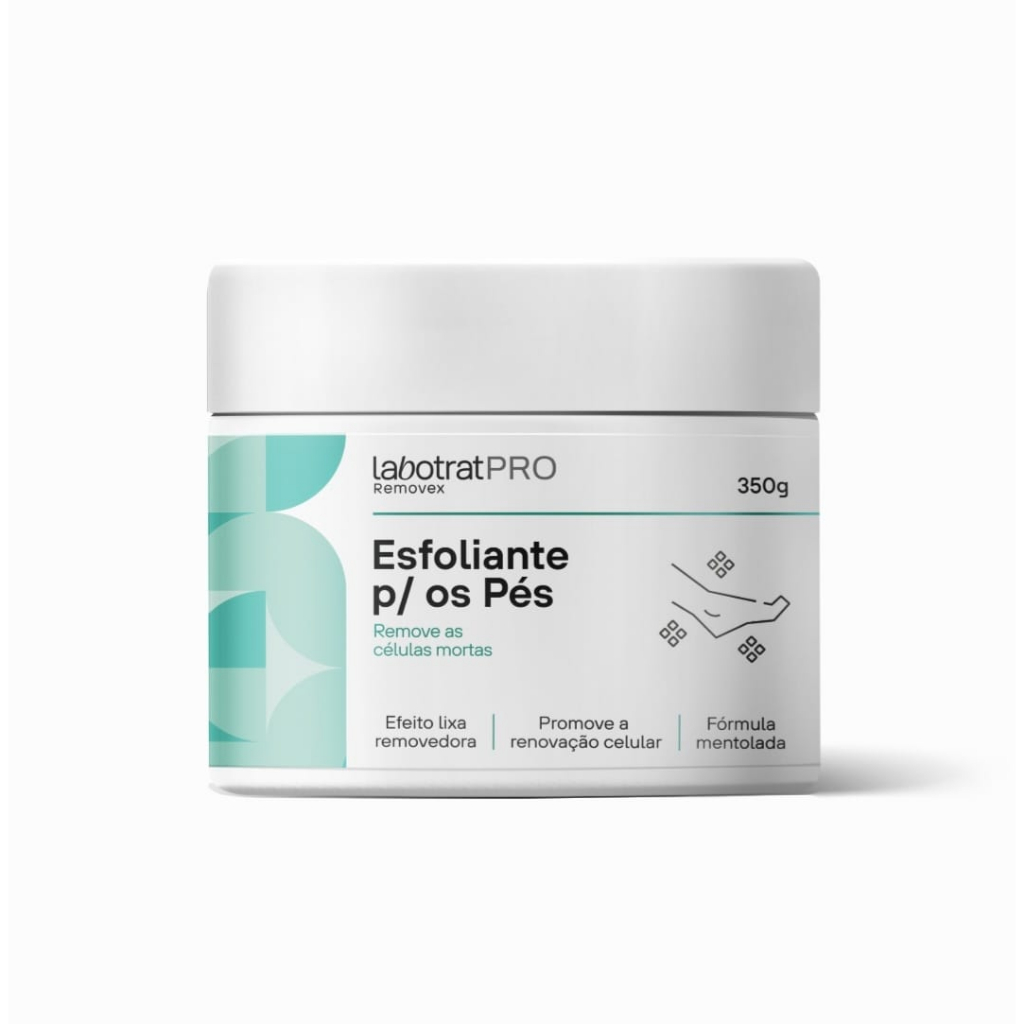 labotratPRO
Removex
350g
Esfoliante
p/ os Pés
Remove as
células mortas
Efeito lixa
removedora
Promove a
renovação celular
Fórmula
mentolada